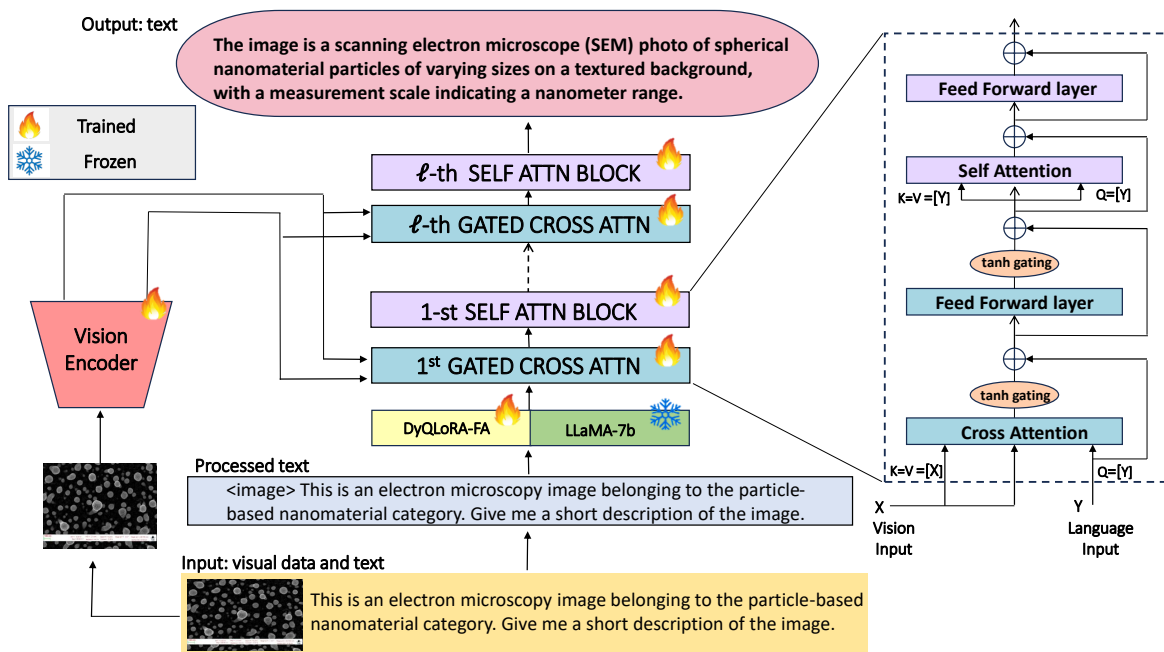 Output: text
The image is a scanning electron microscope (SEM) photo of spherical
nanomaterial particles of varying sizes on a textured background,
with a measurement scale indicating a nanometer range.
Trained
Frozen
ℓ-th SELF ATTN BLOCK
ℓ-th GATED CROSS ATTN
1-st SELF ATTN BLOCK
1st GATED CROSS ATTN
Vision
Encoder
DyQLoRA-FA
LLaMA-7b
Processed text
<image> This is an electron microscopy image belonging to the particle-
based nanomaterial category. Give me a short description of the image.
Input: visual data and text
This is an electron microscopy image belonging to the particle-based
nanomaterial category. Give me a short description of the image.
Feed Forward layer
Self Attention
K=V=[Y]
Q=[Y]
tanh gating
Feed Forward layer
tanh gating
Cross Attention
K=V=[X]
Q=[Y]
X
Vision
Input
Y
Language
Input